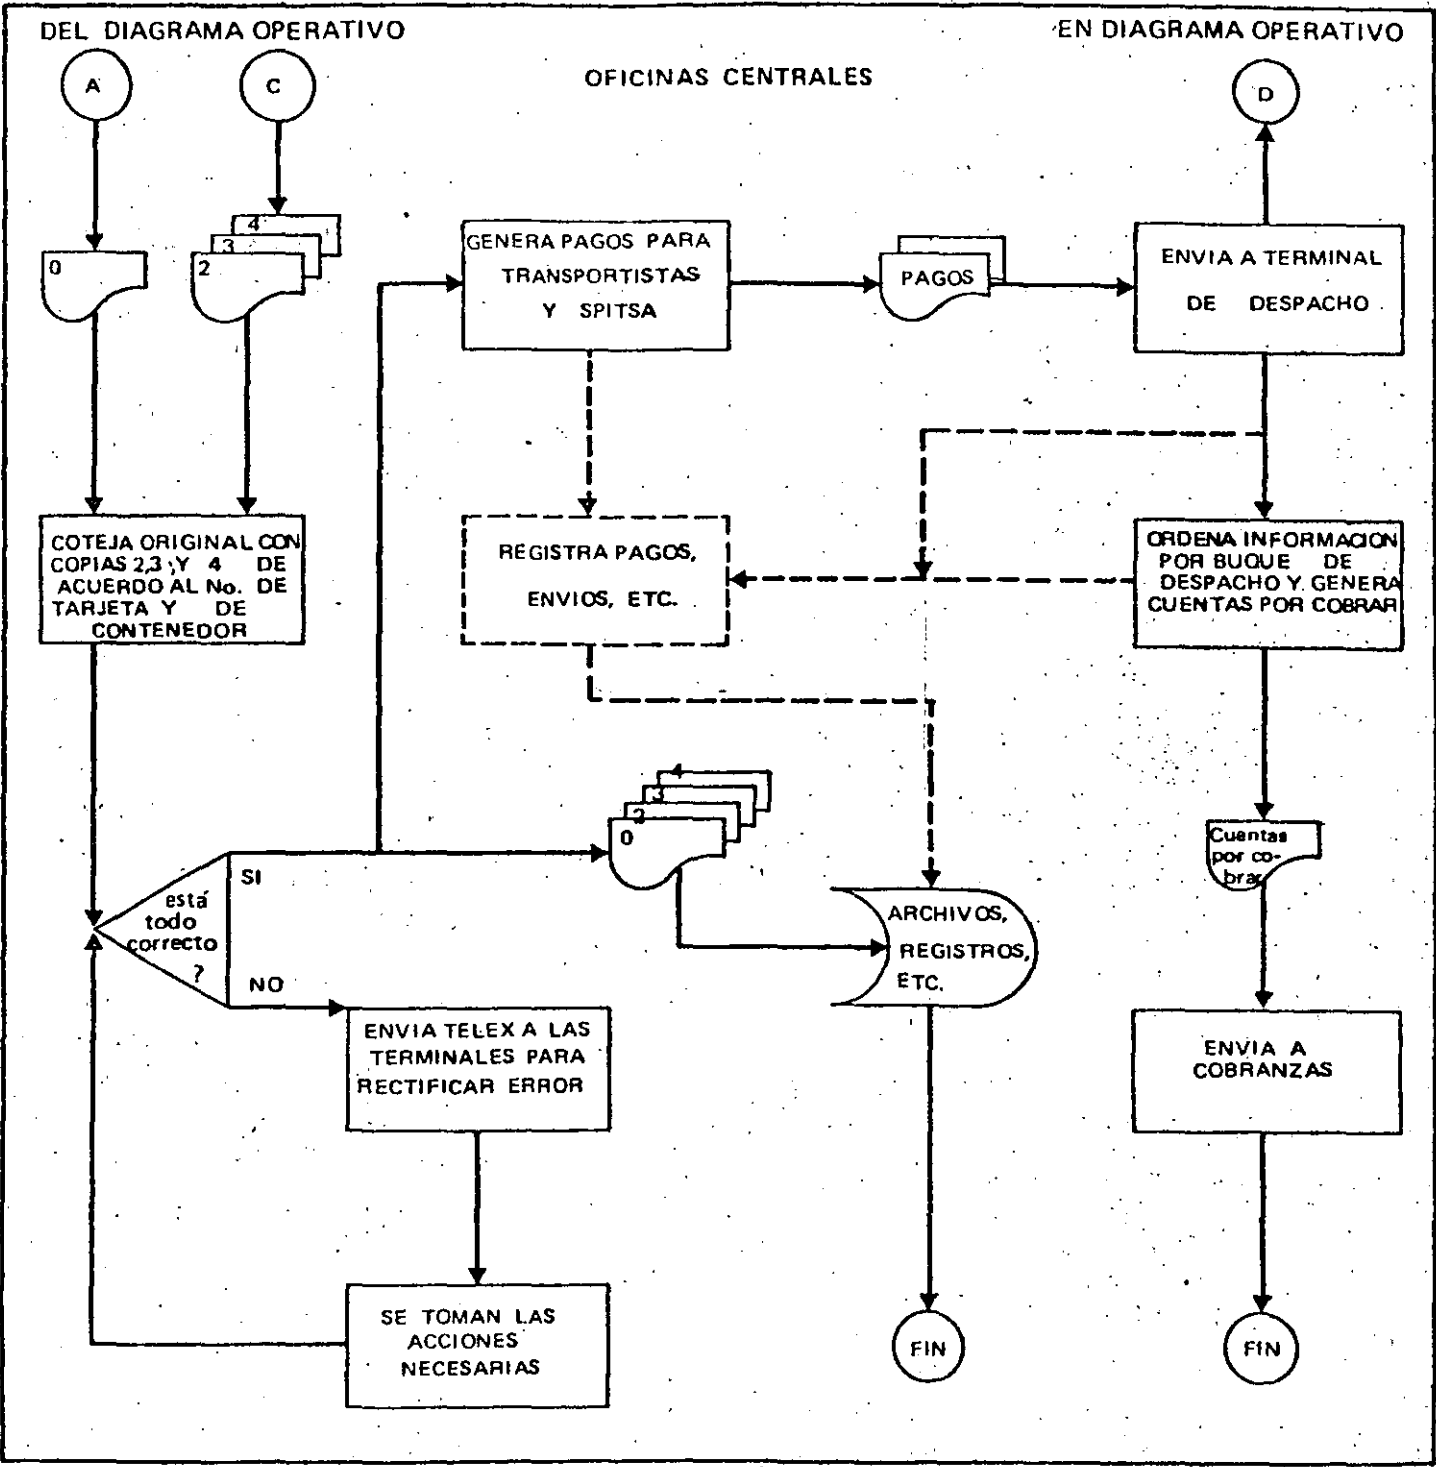 DEL DIAGRAMA OPERATIVO
EN DIAGRAMA OPERATIVO
OFICINAS CENTRALES
A
C
D
0
4
3
2
GENERA PAGOS PARA
TRANSPORTISTAS
Y SPITSA
PAGOS
ENVIA A TERMINAL
DE DESPACHO
COTEJA ORIGINAL CON
COPIAS 2,3 Y 4 DE
ACUERDO AL No. DE
TARJETA Y DE
CONTENEDOR
REGISTRA PAGOS,
ENVIOS, ETC.
ORDENA INFORMACION
POR BUQUE DE
DESPACHO Y GENERA
CUENTAS POR COBRAR
4
3
2
0
Cuentas
por co-
brar
SI
está
todo
correcto
?
NO
ARCHIVOS,
REGISTROS,
ETC.
ENVIA TELEX A LAS
TERMINALES PARA
RECTIFICAR ERROR
ENVIA A
COBRANZAS
SE TOMAN LAS
ACCIONES
NECESARIAS
FIN
FIN